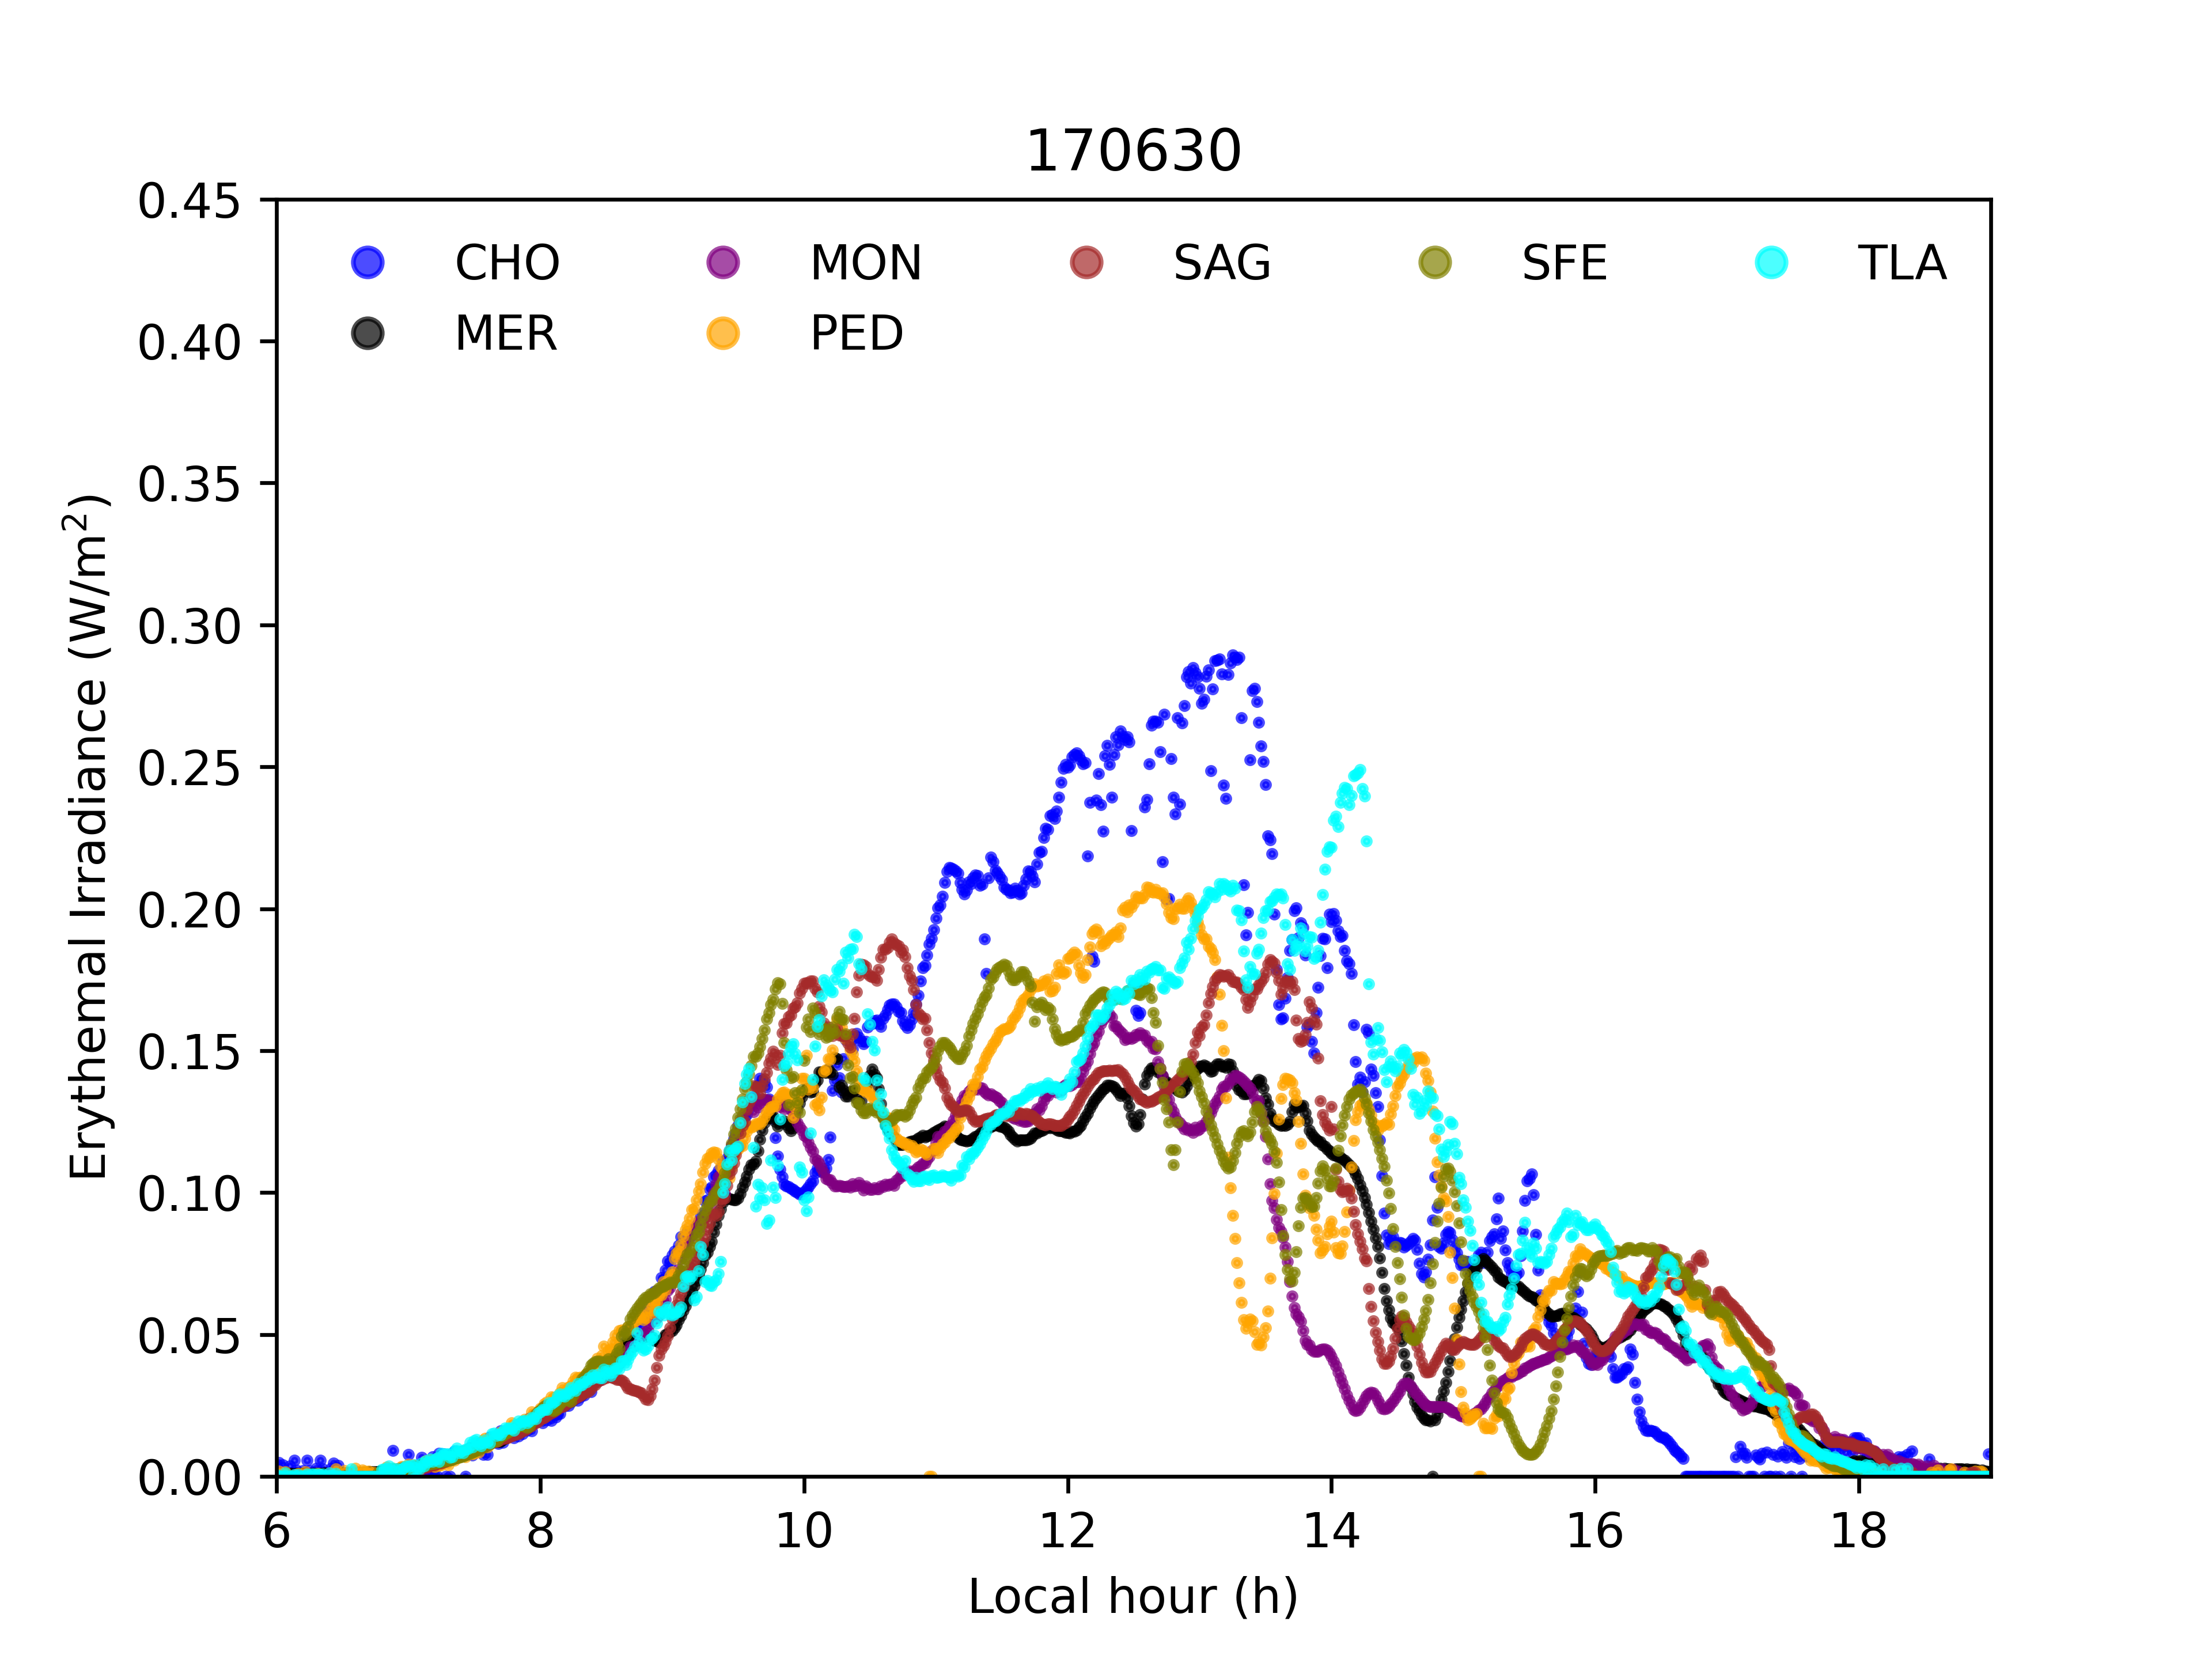 170630
0.45
0.40
0.35
0.30
0.25
0.20
0.15
0.10
0.05
0.00
Erythemal Irradiance (W/m²)
CHO MON SAG SFE TLA
MER PED
6 8 10 12 14 16 18
Local hour (h)